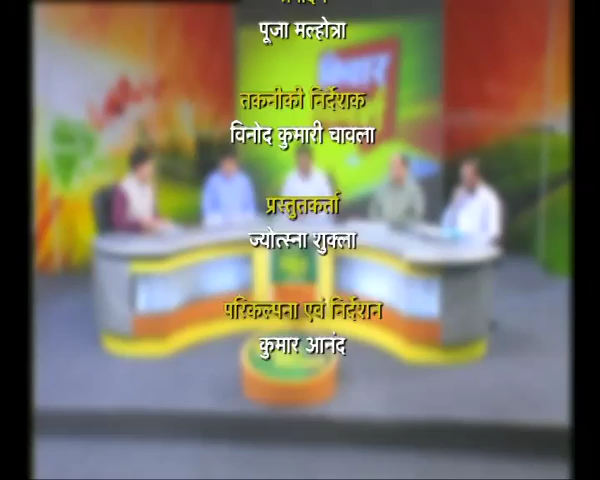 पूजा मल्होत्रा
तकनीकी निर्देशक
विनोद कुमारी चावला
प्रस्तुतकर्त्ता
ज्योत्स्ना शुक्ला
परिकल्पना एवं निर्देशन
कुमार आनंद